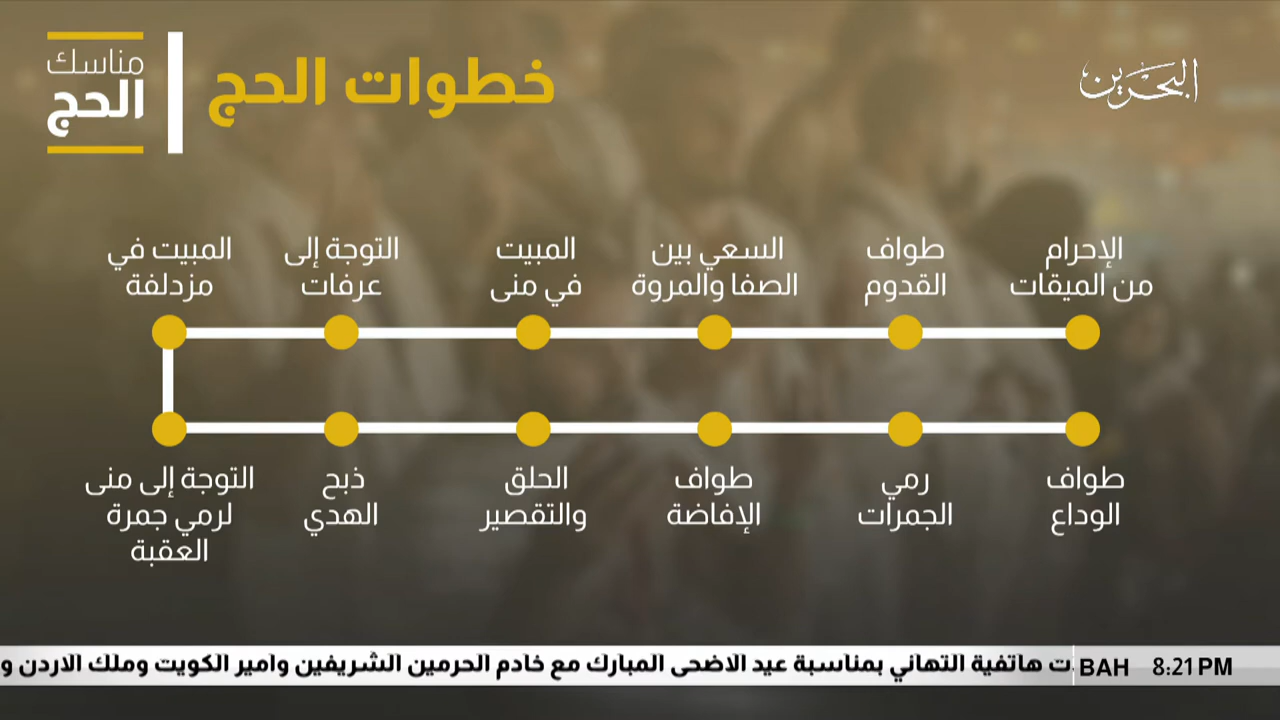 البحرين
خطوات الحج
مناسك
الحج
الإحرام
من الميقات
طواف
القدوم
السعي بين
الصفا والمروة
المبيت
في منى
التوجة إلى
عرفات
المبيت في
مزدلفة
التوجة إلى منى
لرمي جمرة
العقبة
ذبح
الهدي
الحلق
والتقصير
طواف
الإفاضة
رمي
الجمرات
طواف
الوداع
هاتفية التهاني بمناسبة عيد الاضحى المبارك مع خادم الحرمين الشريفين وامير الكويت وملك الاردن و
BAH 8:21 PM